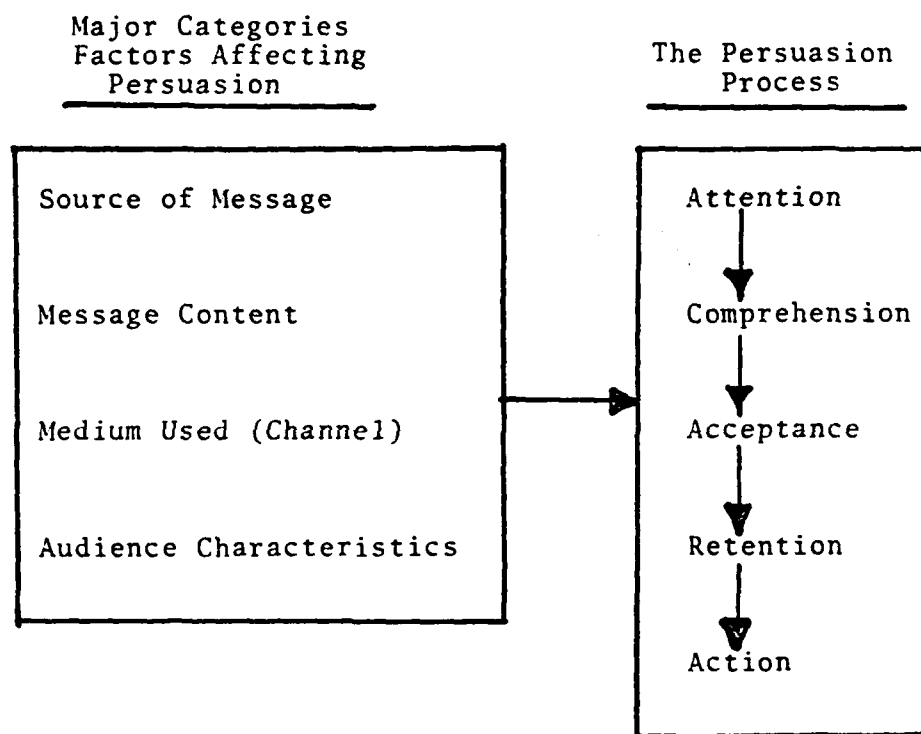 Major Categories
Factors Affecting
Persuasion
The Persuasion
Process
Source of Message
Message Content
Medium Used (Channel)
Audience Characteristics
Attention
Comprehension
Acceptance
Retention
Action